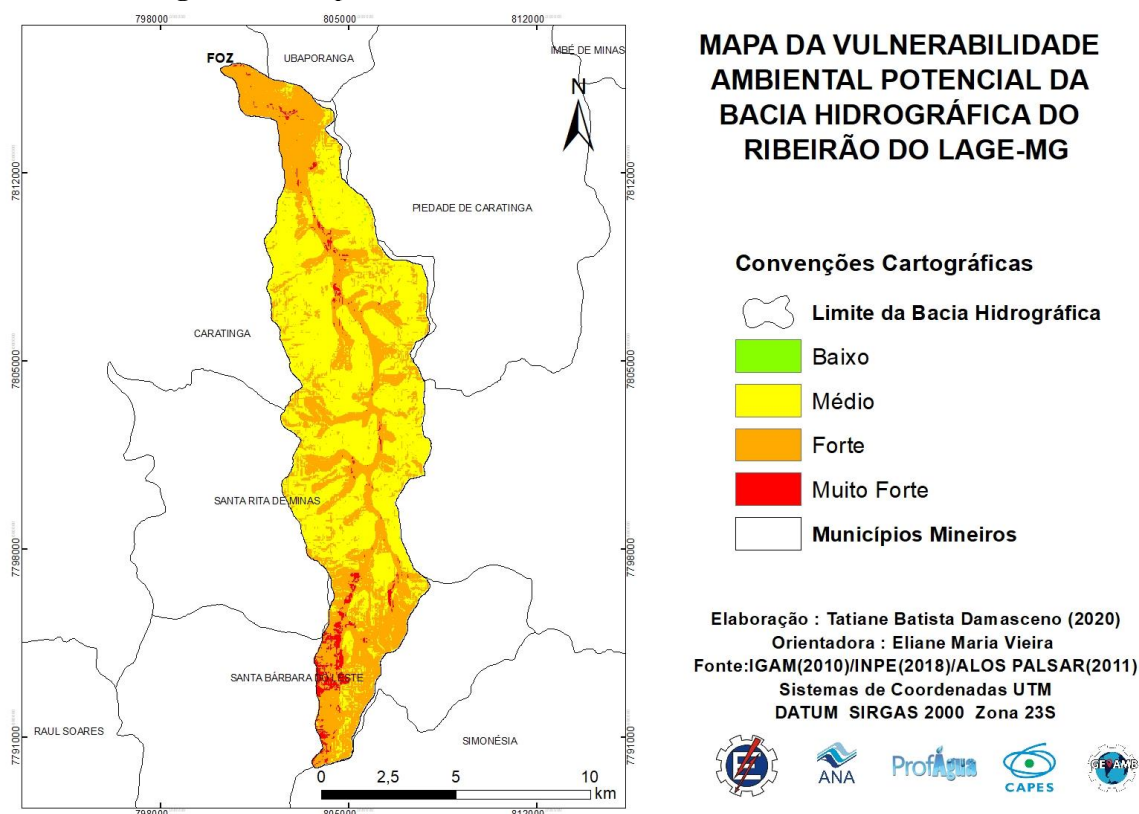 798000
805000
812000
FOZ
UBAPORANGA
IMBÉ DE MINAS
N
7812000
7812000
PIEDADE DE CARATINGA
CARATINGA
7805000
7805000
SANTA RITA DE MINAS
7798000
7798000
SANTA BÁRBARA DO LESTE
RAUL SOARES
SIMONÉSIA
7791000
7791000
0 2,5 5 10
km
798000
805000
812000
MAPA DA VULNERABILIDADE
AMBIENTAL POTENCIAL DA
BACIA HIDROGRÁFICA DO
RIBEIRÃO DO LAGE-MG
Convenções Cartográficas
Limite da Bacia Hidrográfica
Baixo
Médio
Forte
Muito Forte
Municípios Mineiros
Elaboração : Tatiane Batista Damasceno (2020)
Orientadora : Eliane Maria Vieira
Fonte:IGAM(2010)/INPE(2018)/ALOS PALSAR(2011)
Sistemas de Coordenadas UTM
DATUM SIRGAS 2000 Zona 23S
ANA
ProfÁgua
CAPES
GEOAMB